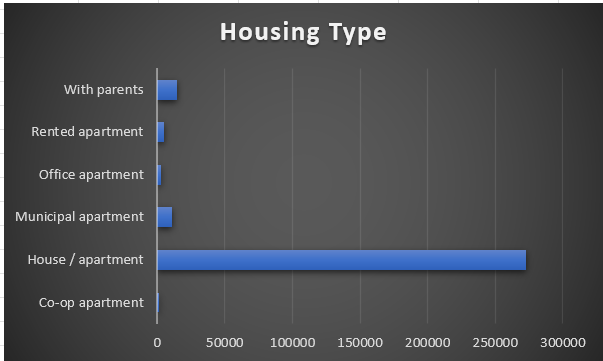 Housing Type
With parents
Rented apartment
Office apartment
Municipal apartment
House / apartment
Co-op apartment
0 50000 100000 150000 200000 250000 300000